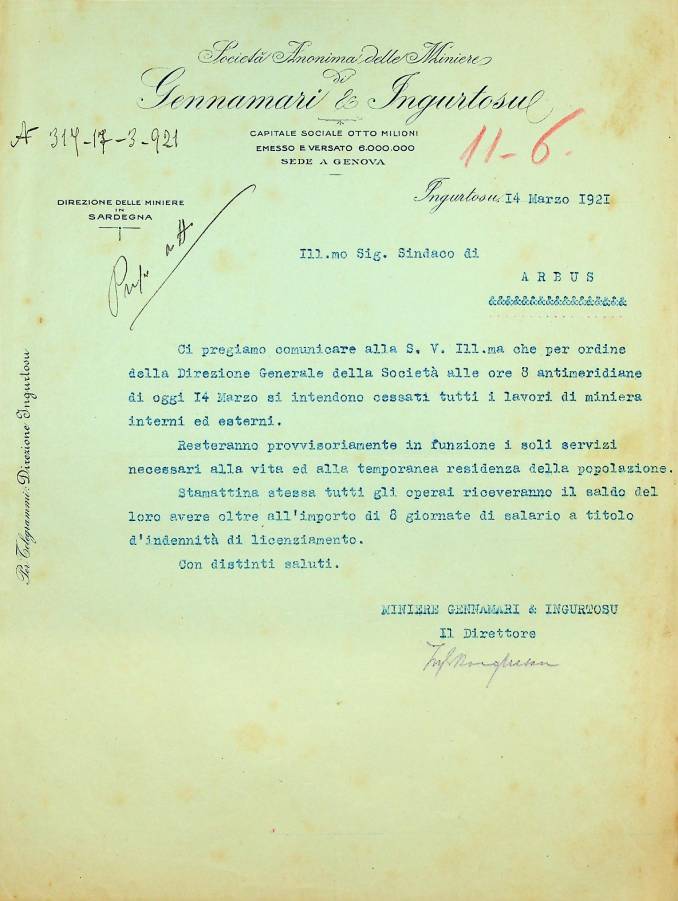 Società Anonima delle Miniere
di
Gennamari & Ingurtosu
CAPITALE SOCIALE OTTO MILIONI
EMESSO E VERSATO 6.000.000
SEDE A GENOVA
A 314-17-3-921
11-6.
DIREZIONE DELLE MINIERE
IN
SARDEGNA
Ingurtosu, 14 Marzo 1921
Ill.mo Sig. Sindaco di
ARBUS
&&&&&&&&&&&&&&&&&&&&
Ci pregiamo comunicare alla S. V. Ill.ma che per ordine
della Direzione Generale della Società alle ore 8 antimeridiane
di oggi 14 Marzo si intendono cessati tutti i lavori di miniera
interni ed esterni.
Resteranno provvisoriamente in funzione i soli servizi
necessari alla vita ed alla temporanea residenza della popolazione.
Stamattina stessa tutti gli operai riceveranno il saldo del
loro avere oltre all'importo di 8 giornate di salario a titolo
d'indennità di licenziamento.
Con distinti saluti.
MINIERE GENNAMARI & INGURTOSU
Il Direttore
Per Telegrammi: Direzione Ingurtosu